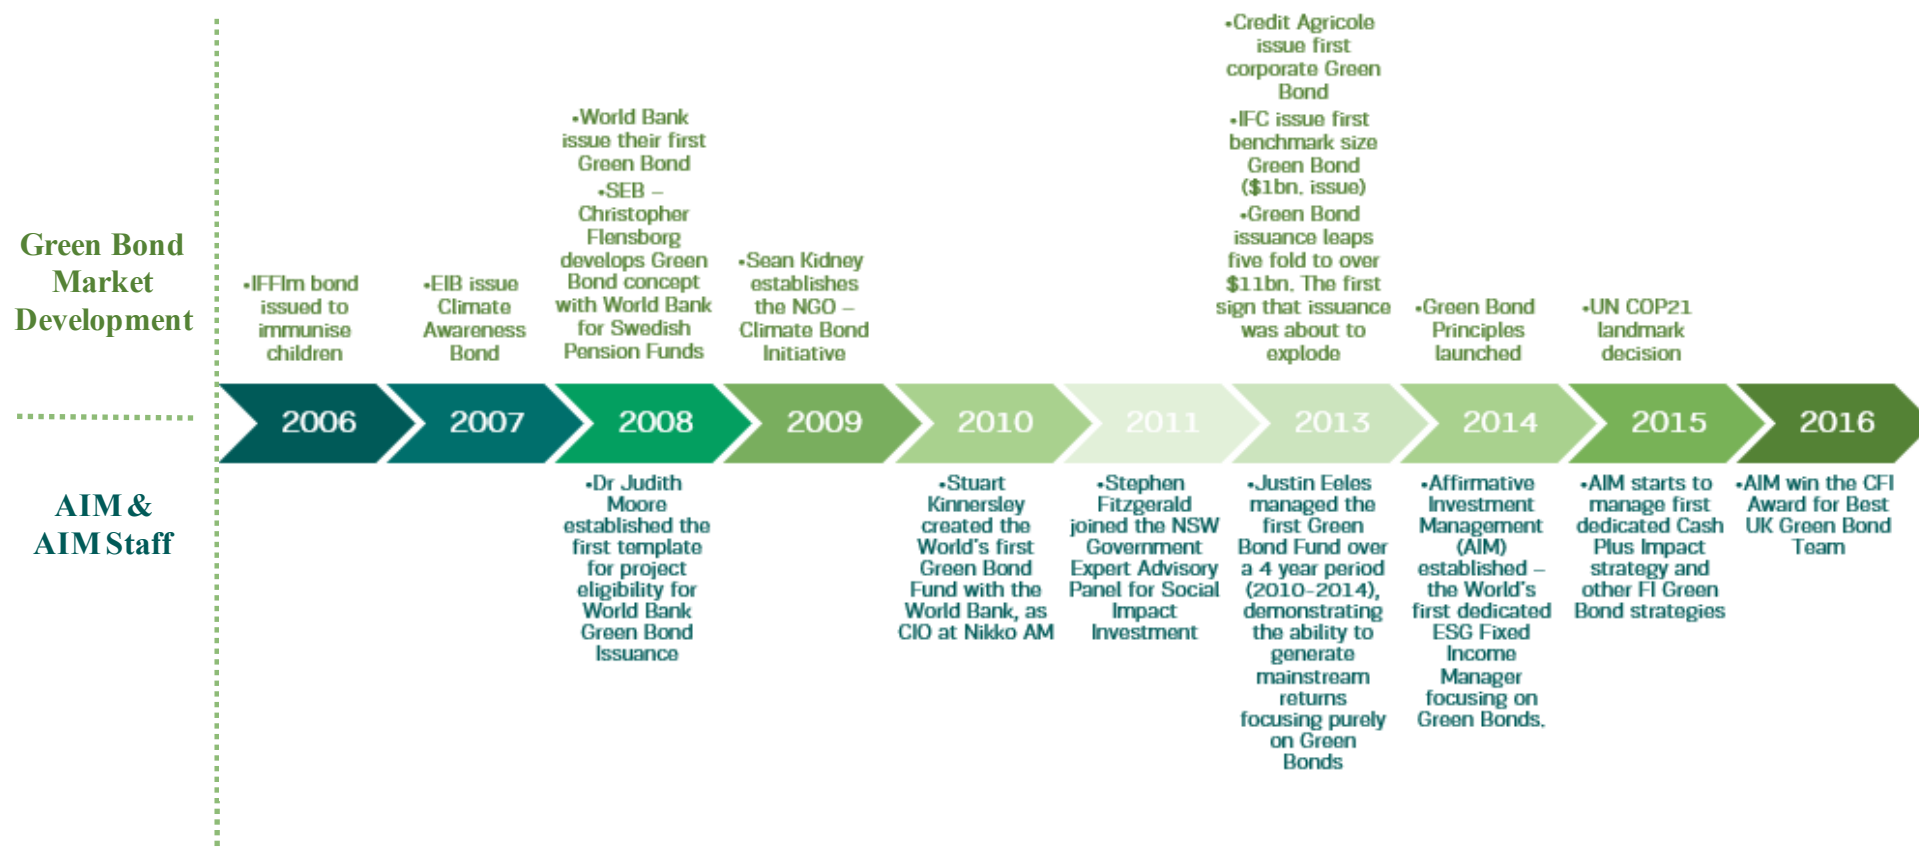 Green Bond
Market
Development
•IFFIm bond
issued to
immunise
children
•EIB issue
Climate
Awareness
Bond
•World Bank
issue their first
Green Bond
•SEB –
Christopher
Flensborg
develops Green
Bond concept
with World Bank
for Swedish
Pension Funds
•Sean Kidney
establishes
the NGO –
Climate Bond
Initiative
•Credit Agricole
issue first
corporate Green
Bond
•IFC issue first
benchmark size
Green Bond
($1bn. issue)
•Green Bond
issuance leaps
five fold to over
$11bn. The first
sign that issuance
was about to
explode
•Green Bond
Principles
launched
•UN COP21
landmark
decision
2006
2007
2008
2009
2010
2011
2013
2014
2015
2016
AIM &
AIM Staff
•Dr Judith
Moore
established the
first template
for project
eligibility for
World Bank
Green Bond
Issuance
•Stuart
Kinnersley
created the
World's first
Green Bond
Fund with the
World Bank, as
CIO at Nikko AM
•Stephen
Fitzgerald
joined the NSW
Government
Expert Advisory
Panel for Social
Impact
Investment
•Justin Eeles
managed the
first Green
Bond Fund over
a 4 year period
(2010-2014),
demonstrating
the ability to
generate
mainstream
returns
focusing purely
on Green
Bonds
•Affirmative
Investment
Management
(AIM)
established –
the World's
first dedicated
ESG Fixed
Income
Manager
focusing on
Green Bonds.
•AIM starts to
manage first
dedicated Cash
Plus Impact
strategy and
other FI Green
Bond strategies
•AIM win the CFI
Award for Best
UK Green Bond
Team